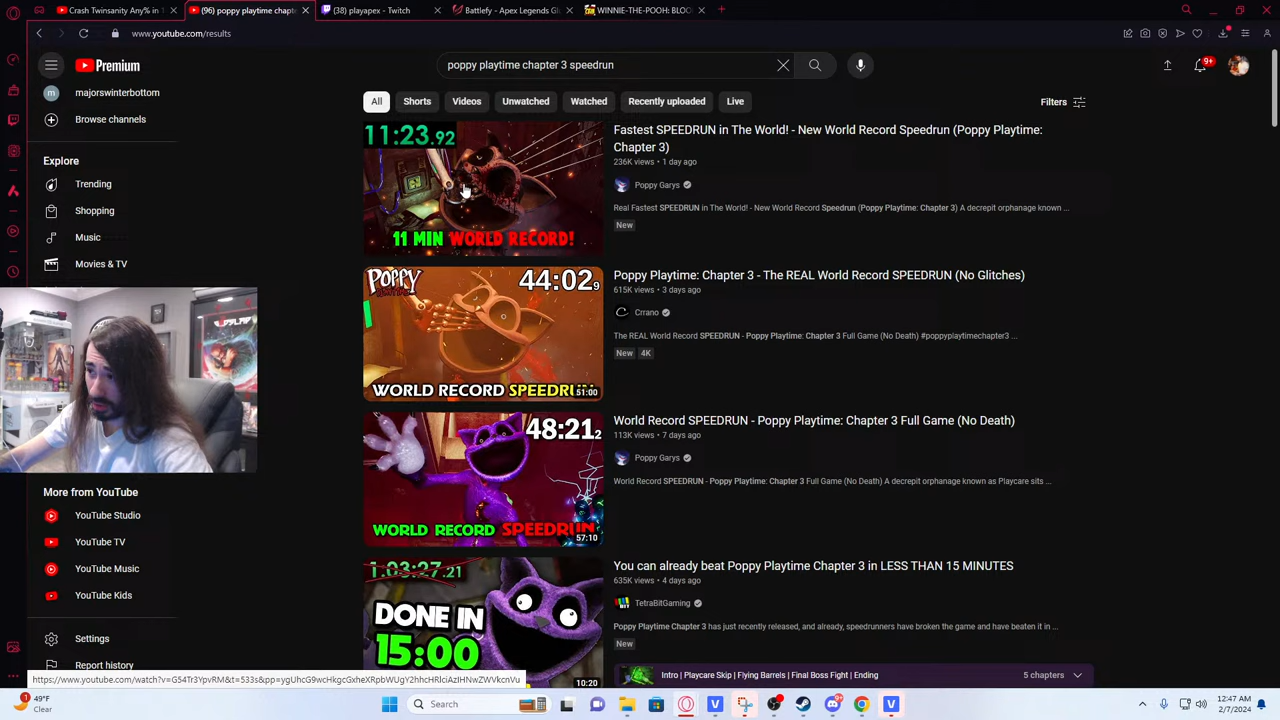 Crash Twinsanity Any% in
(96) poppy playtime chapte
(38) playapex - Twitch
Battlefy - Apex Legends Gl
WINNIE-THE-POOH: BLOO
www.youtube.com/results
Premium
poppy playtime chapter 3 speedrun
9+
m
majorswinterbottom
Browse channels
Explore
Trending
Shopping
Music
Movies & TV
More from YouTube
YouTube Studio
YouTube TV
YouTube Music
YouTube Kids
Settings
Report history
All
Shorts
Videos
Unwatched
Watched
Recently uploaded
Live
Filters
11:23.92
11 MIN WORLD RECORD!
Fastest SPEEDRUN in The World! - New World Record Speedrun (Poppy Playtime:
Chapter 3)
236K views • 1 day ago
Poppy Garys
Real Fastest SPEEDRUN in The World! - New World Record Speedrun (Poppy Playtime: Chapter 3) A decrepit orphanage known ...
New
POPPY
44:029
WORLD RECORD SPEEDRUN
51:00
Poppy Playtime: Chapter 3 - The REAL World Record SPEEDRUN (No Glitches)
615K views • 3 days ago
Crrano
The REAL World Record SPEEDRUN - Poppy Playtime: Chapter 3 Full Game (No Death) #poppyplaytimechapter3 ...
New
4K
48:212
WORLD RECORD SPEEDRUN
57:10
World Record SPEEDRUN - Poppy Playtime: Chapter 3 Full Game (No Death)
113K views • 7 days ago
Poppy Garys
World Record SPEEDRUN - Poppy Playtime: Chapter 3 Full Game (No Death) A decrepit orphanage known as Playcare sits ...
1:03:27.21
DONE IN
15:00
10:20
You can already beat Poppy Playtime Chapter 3 in LESS THAN 15 MINUTES
635K views • 4 days ago
TetraBitGaming
Poppy Playtime Chapter 3 has just recently released, and already, speedrunners have broken the game and have beaten it in ...
New
Intro | Playcare Skip | Flying Barrels | Final Boss Fight | Ending
5 chapters
49°F
Clear
Search
12:47 AM
2/7/2024